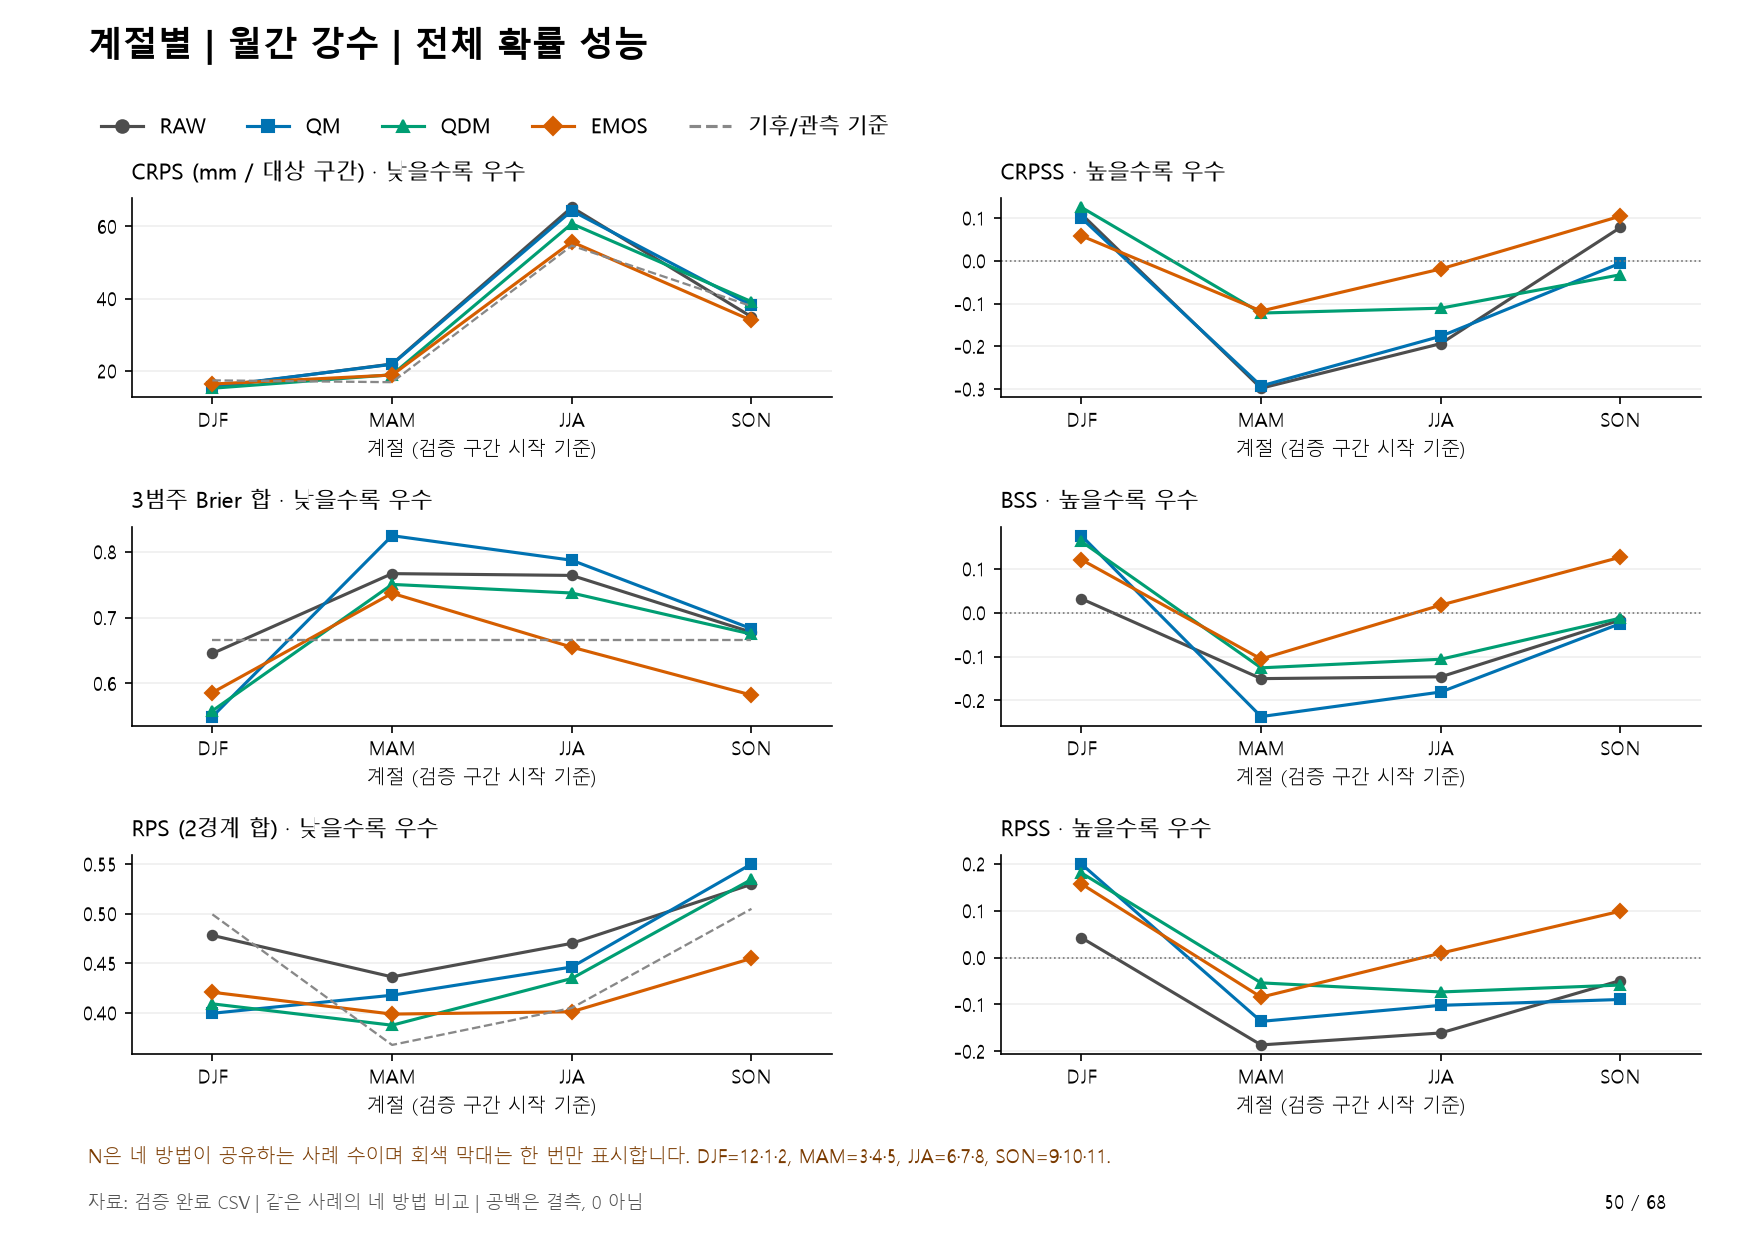 계절별 | 월간 강수 | 전체 확률 성능
RAW QM QDM EMOS 기후/관측 기준
CRPS (mm / 대상 구간) · 낮을수록 우수
60
40
20
DJF MAM JJA SON
계절 (검증 구간 시작 기준)
CRPSS · 높을수록 우수
0.1
0.0
-0.1
-0.2
-0.3
DJF MAM JJA SON
계절 (검증 구간 시작 기준)
3범주 Brier 합 · 낮을수록 우수
0.8
0.7
0.6
DJF MAM JJA SON
계절 (검증 구간 시작 기준)
BSS · 높을수록 우수
0.1
0.0
-0.1
-0.2
DJF MAM JJA SON
계절 (검증 구간 시작 기준)
RPS (2경계 합) · 낮을수록 우수
0.55
0.50
0.45
0.40
DJF MAM JJA SON
계절 (검증 구간 시작 기준)
RPSS · 높을수록 우수
0.2
0.1
0.0
-0.1
-0.2
DJF MAM JJA SON
계절 (검증 구간 시작 기준)
N은 네 방법이 공유하는 사례 수이며 회색 막대는 한 번만 표시합니다. DJF=12·1·2, MAM=3·4·5, JJA=6·7·8, SON=9·10·11.
자료: 검증 완료 CSV | 같은 사례의 네 방법 비교 | 공백은 결측, 0 아님
50 / 68